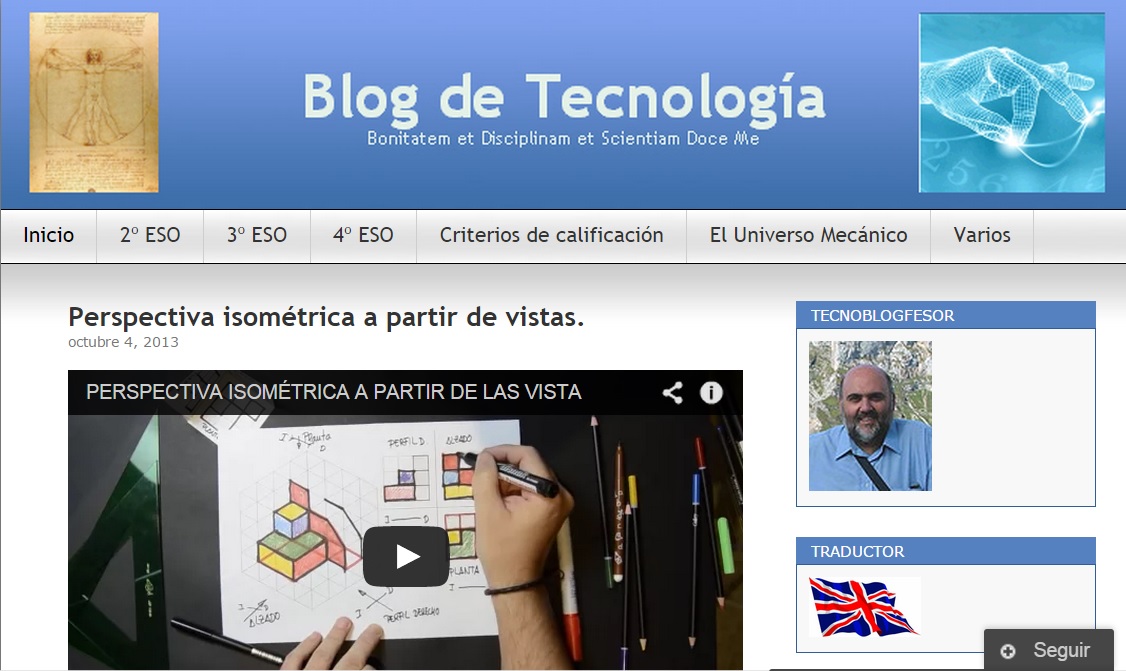 Blog de Tecnología
Bonitatem et Disciplinam et Scientiam Doce Me
Inicio
2º ESO
3º ESO
4º ESO
Criterios de calificación
El Universo Mecánico
Varios
Perspectiva isométrica a partir de vistas.
octubre 4, 2013
PERSPECTIVA ISOMÉTRICA A PARTIR DE LAS VISTA
Planta
I
D
PERFIL D
ALZADO
I
D
PLANTA
I
ALZADO
I
PERFIL DERECHO
TECNOBLOGFESOR
TRADUCTOR
Seguir